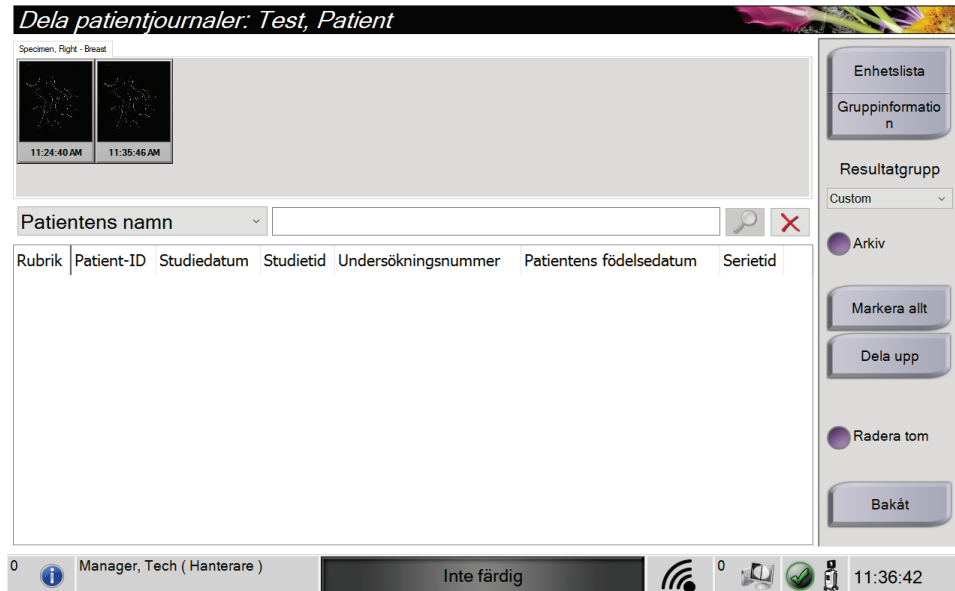 Dela patientjournaler: Test, Patient
Specimen, Right - Breast
11:24:40 AM 11:35:46 AM
Enhetslista
Gruppinformatio
n
Resultatgrupp
Custom
Patientens namn
Arkiv
Rubrik Patient-ID Studiedatum Studietid Undersökningsnummer Patientens födelsedatum Serietid
Markera allt
Dela upp
Radera tom
Bakåt
0 Manager, Tech ( Hanterare ) Inte färdig 0 11:36:42